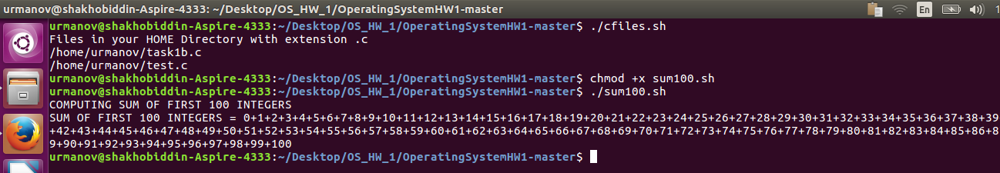 urmanov@shakhobiddin-Aspire-4333: ~/Desktop/OS_HW_1/OperatingSystemHW1-master
En
urmanov@shakhobiddin-Aspire-4333:~/Desktop/OS_HW_1/OperatingSystemHW1-master$ ./cfiles.sh
Files in your HOME Directory with extension .c
/home/urmanov/task1b.c
/home/urmanov/test.c
urmanov@shakhobiddin-Aspire-4333:~/Desktop/OS_HW_1/OperatingSystemHW1-master$ chmod +x sum100.sh
urmanov@shakhobiddin-Aspire-4333:~/Desktop/OS_HW_1/OperatingSystemHW1-master$ ./sum100.sh
COMPUTING SUM OF FIRST 100 INTEGERS
SUM OF FIRST 100 INTEGERS = 0+1+2+3+4+5+6+7+8+9+10+11+12+13+14+15+16+17+18+19+20+21+22+23+24+25+26+27+28+29+30+31+32+33+34+35+36+37+38+39
+42+43+44+45+46+47+48+49+50+51+52+53+54+55+56+57+58+59+60+61+62+63+64+65+66+67+68+69+70+71+72+73+74+75+76+77+78+79+80+81+82+83+84+85+86+8
9+90+91+92+93+94+95+96+97+98+99+100
urmanov@shakhobiddin-Aspire-4333:~/Desktop/OS_HW_1/OperatingSystemHW1-master$